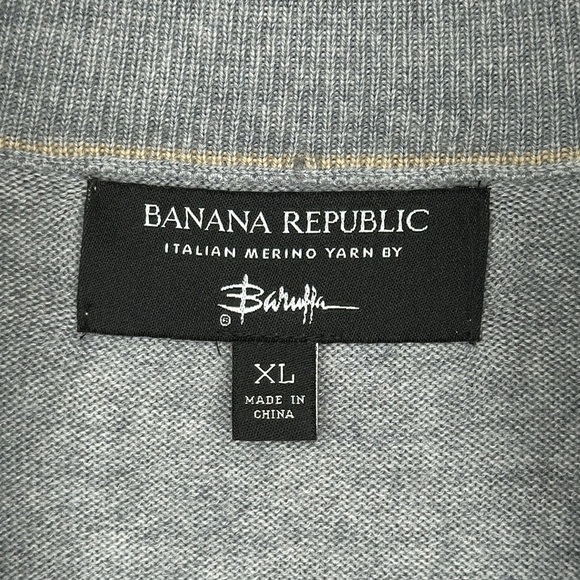 BANANA REPUBLIC
ITALIAN MERINO YARN BY
Baruffa
®
XL
MADE IN
CHINA